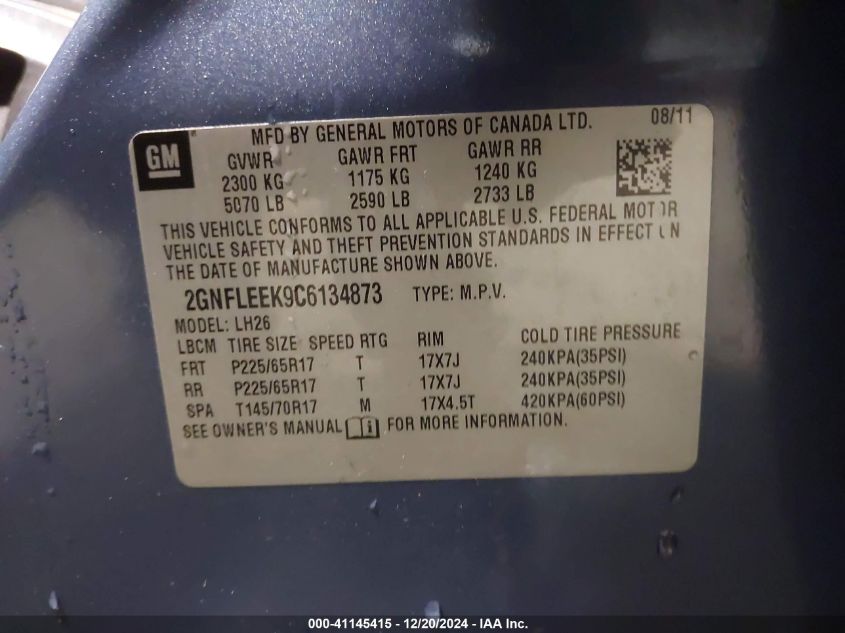 GM
MFD BY GENERAL MOTORS OF CANADA LTD. 08/11
GVWR GAWR FRT GAWR RR
2300 KG 1175 KG 1240 KG
5070 LB 2590 LB 2733 LB
THIS VEHICLE CONFORMS TO ALL APPLICABLE U.S. FEDERAL MOTOR
VEHICLE SAFETY AND THEFT PREVENTION STANDARDS IN EFFECT ON
THE DATE OF MANUFACTURE SHOWN ABOVE.
2GNFLEEK9C6134873 TYPE: M.P.V.
MODEL: LH26
LBCM TIRE SIZE SPEED RTG RIM COLD TIRE PRESSURE
FRT P225/65R17 T 17X7J 240KPA(35PSI)
RR P225/65R17 T 17X7J 240KPA(35PSI)
SPA T145/70R17 M 17X4.5T 420KPA(60PSI)
SEE OWNER'S MANUAL i FOR MORE INFORMATION.
000-41145415 - 12/20/2024 - IAA Inc.